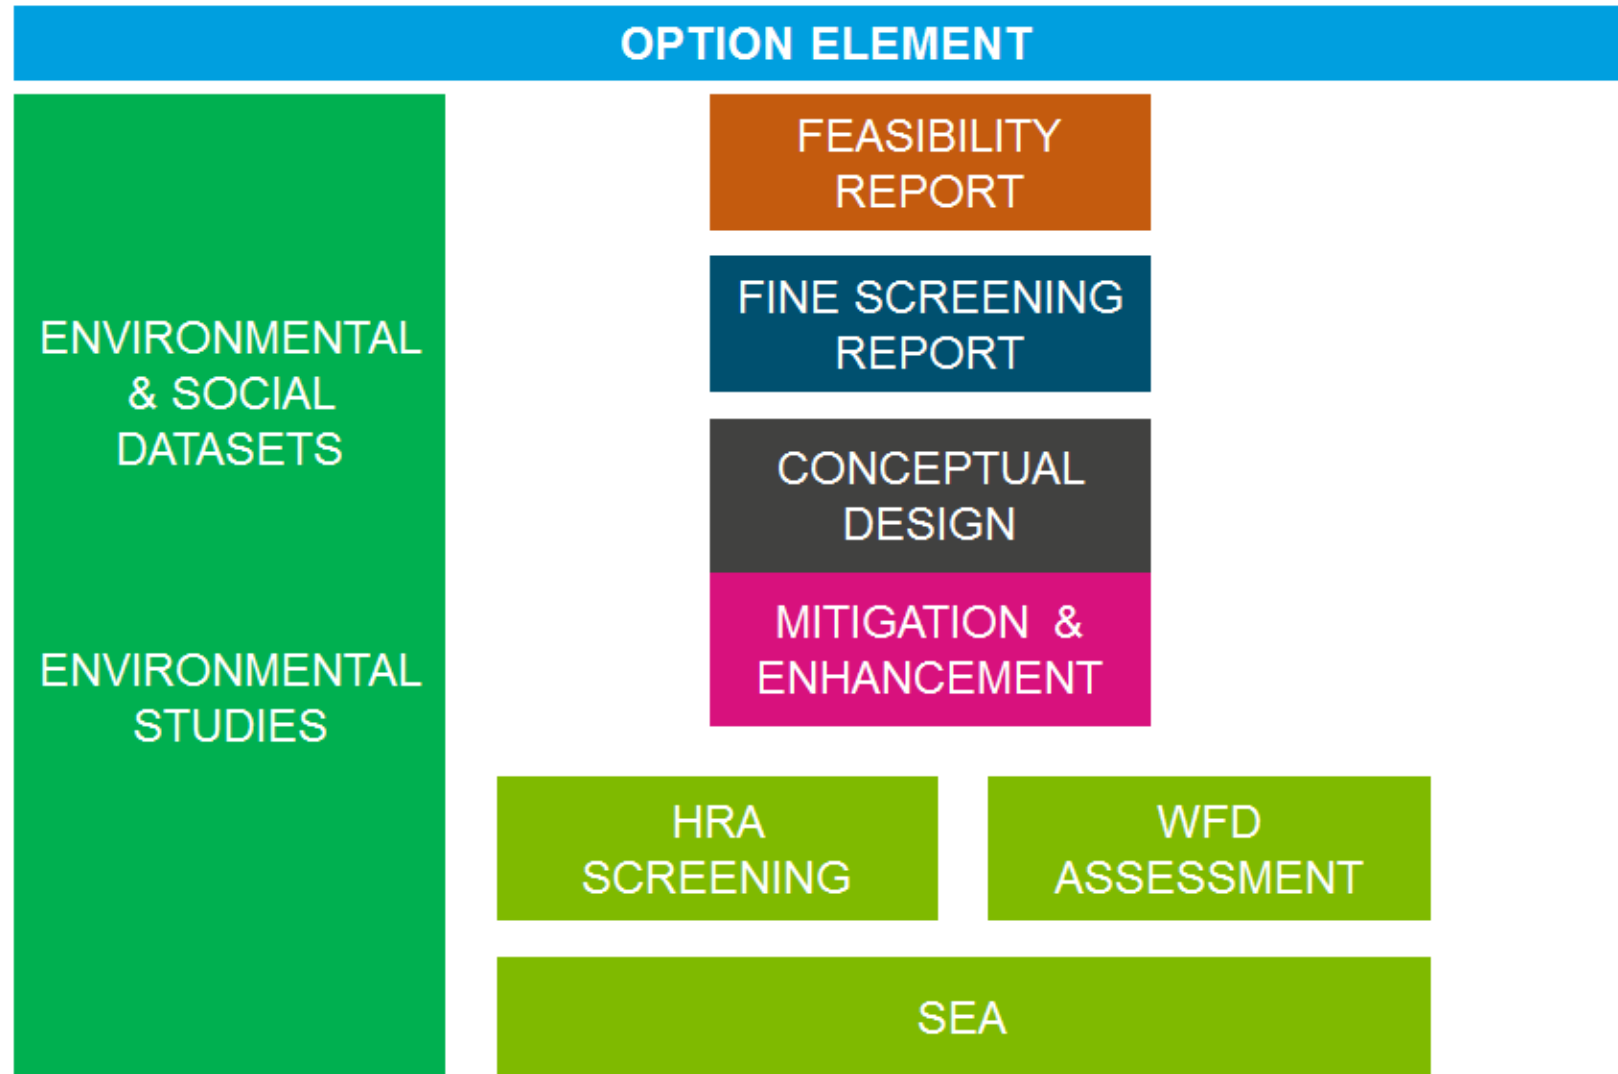 OPTION ELEMENT
ENVIRONMENTAL
& SOCIAL
DATASETS
ENVIRONMENTAL
STUDIES
FEASIBILITY
REPORT
FINE SCREENING
REPORT
CONCEPTUAL
DESIGN
MITIGATION &
ENHANCEMENT
HRA
SCREENING
WFD
ASSESSMENT
SEA